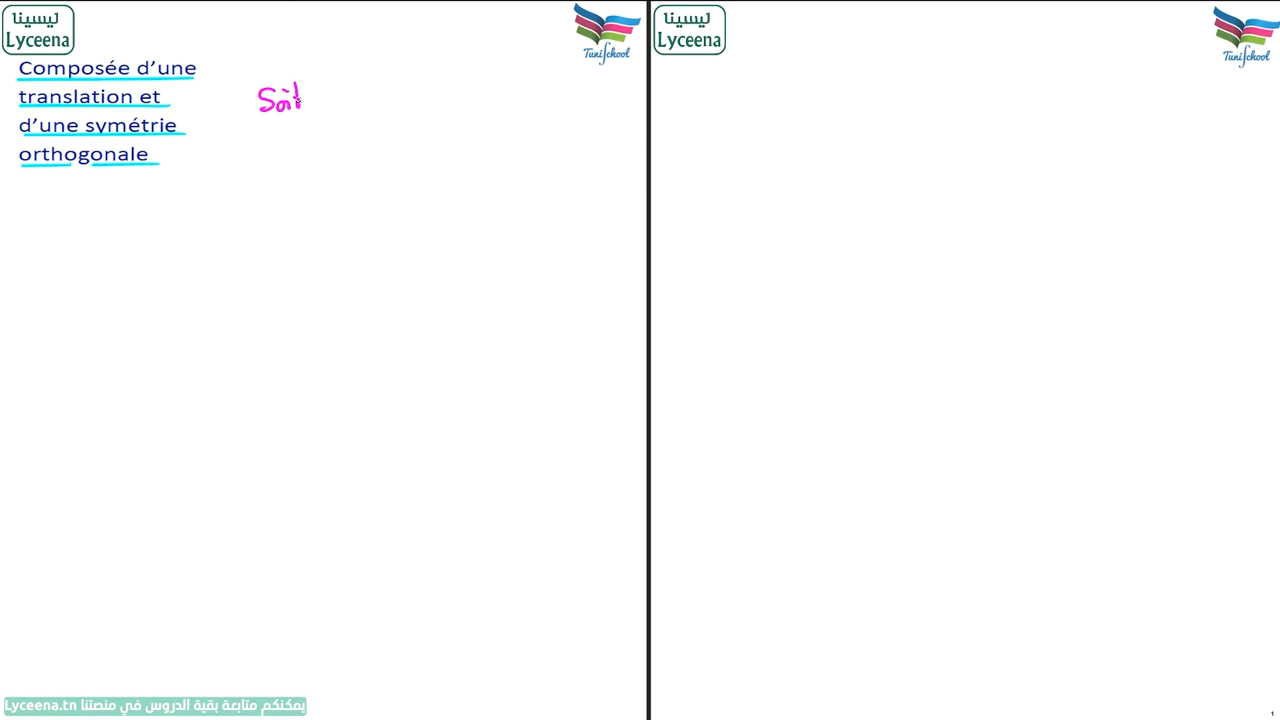 ليسينا
Lyceena
TuniSchool
Composée d’une
translation et
d’une symétrie
orthogonale
Soit
يمكنكم متابعة بقية الدروس في منصتنا Lyceena.tn
ليسينا
Lyceena
TuniSchool
1